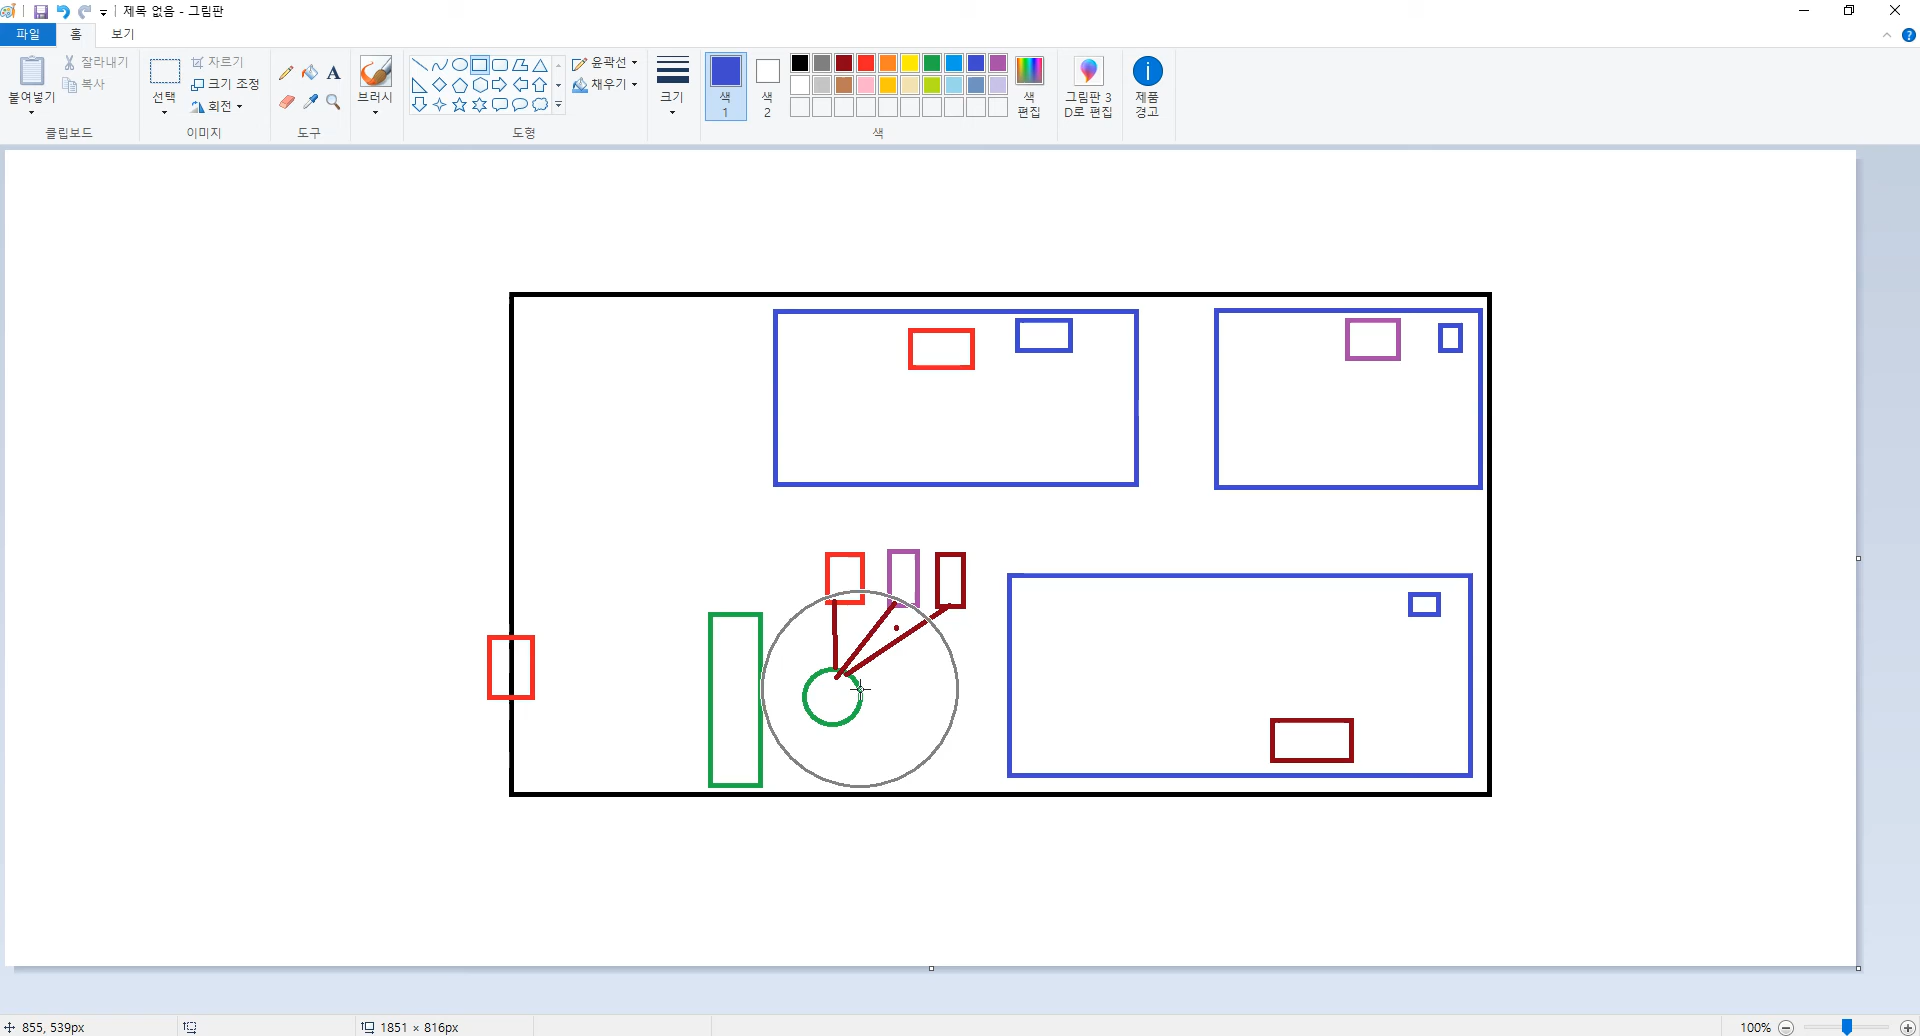 제목 없음 - 그림판
파일 홈 보기
붙여넣기
잘라내기
복사
클립보드
선택
자르기
크기 조정
회전
이미지
A
도구
브러시
윤곽선
채우기
도형
크기
색
1
색
2
색
편집
색
그림판 3
D로 편집
제품
경고
855, 539px
1851 × 816px
100%